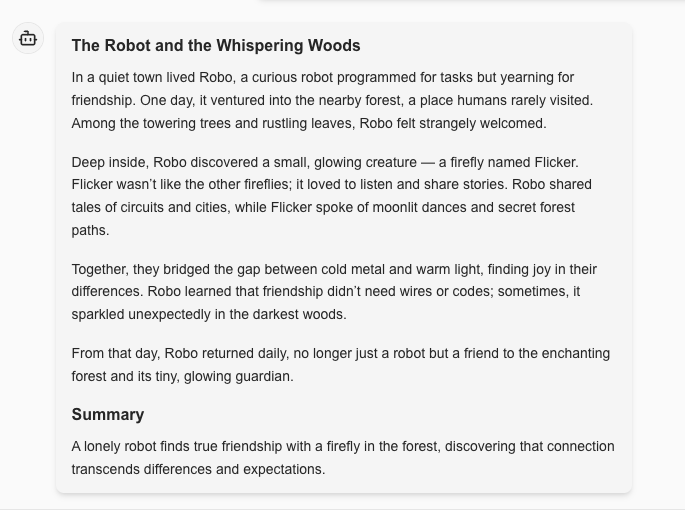 The Robot and the Whispering Woods
In a quiet town lived Robo, a curious robot programmed for tasks but yearning for
friendship. One day, it ventured into the nearby forest, a place humans rarely visited.
Among the towering trees and rustling leaves, Robo felt strangely welcomed.
Deep inside, Robo discovered a small, glowing creature — a firefly named Flicker.
Flicker wasn’t like the other fireflies; it loved to listen and share stories. Robo shared
tales of circuits and cities, while Flicker spoke of moonlit dances and secret forest
paths.
Together, they bridged the gap between cold metal and warm light, finding joy in their
differences. Robo learned that friendship didn’t need wires or codes; sometimes, it
sparkled unexpectedly in the darkest woods.
From that day, Robo returned daily, no longer just a robot but a friend to the enchanting
forest and its tiny, glowing guardian.
Summary
A lonely robot finds true friendship with a firefly in the forest, discovering that connection
transcends differences and expectations.